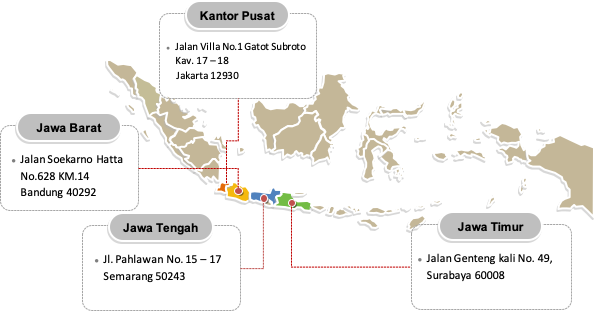 Kantor Pusat
• Jalan Villa No.1 Gatot Subroto
Kav. 17 – 18
Jakarta 12930
Jawa Barat
• Jalan Soekarno Hatta
No.628 KM.14
Bandung 40292
Jawa Tengah
• Jl. Pahlawan No. 15 – 17
Semarang 50243
Jawa Timur
• Jalan Genteng kali No. 49,
Surabaya 60008